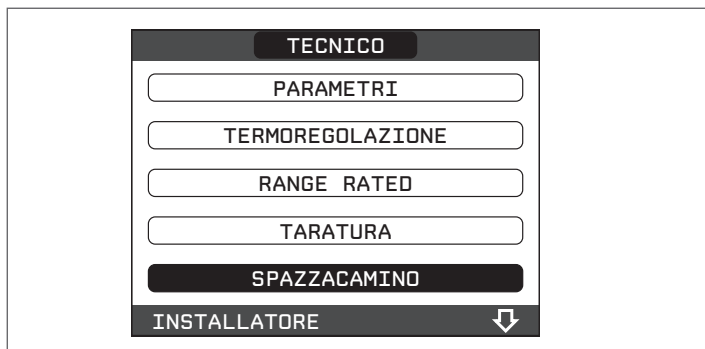 TECNICO
PARAMETRI
TERMOREGOLAZIONE
RANGE RATED
TARATURA
SPAZZACAMINO
INSTALLATORE